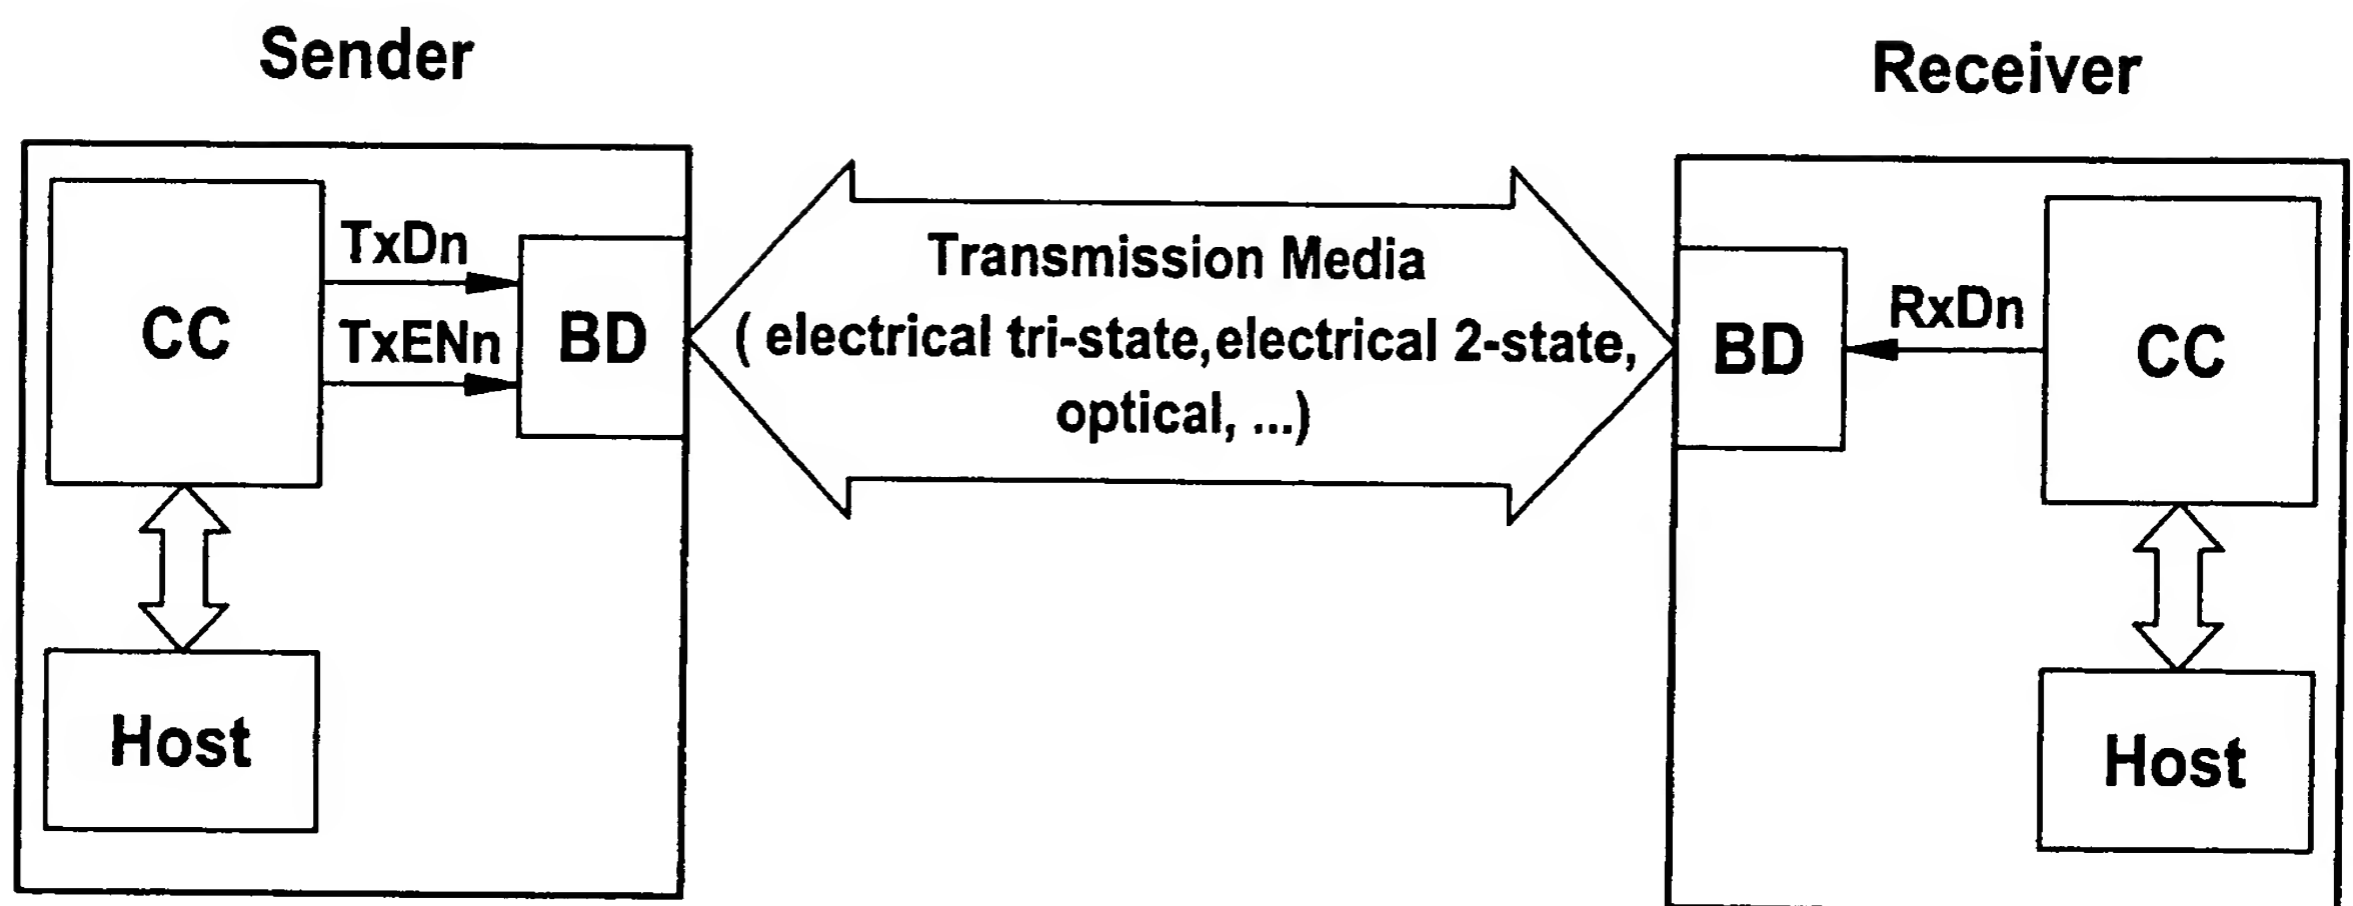 Sender
Receiver
CC
TxDn
TxENn
BD
Host
Transmission Media
( electrical tri-state,electrical 2-state,
optical, ...)
BD
RxDn
CC
Host